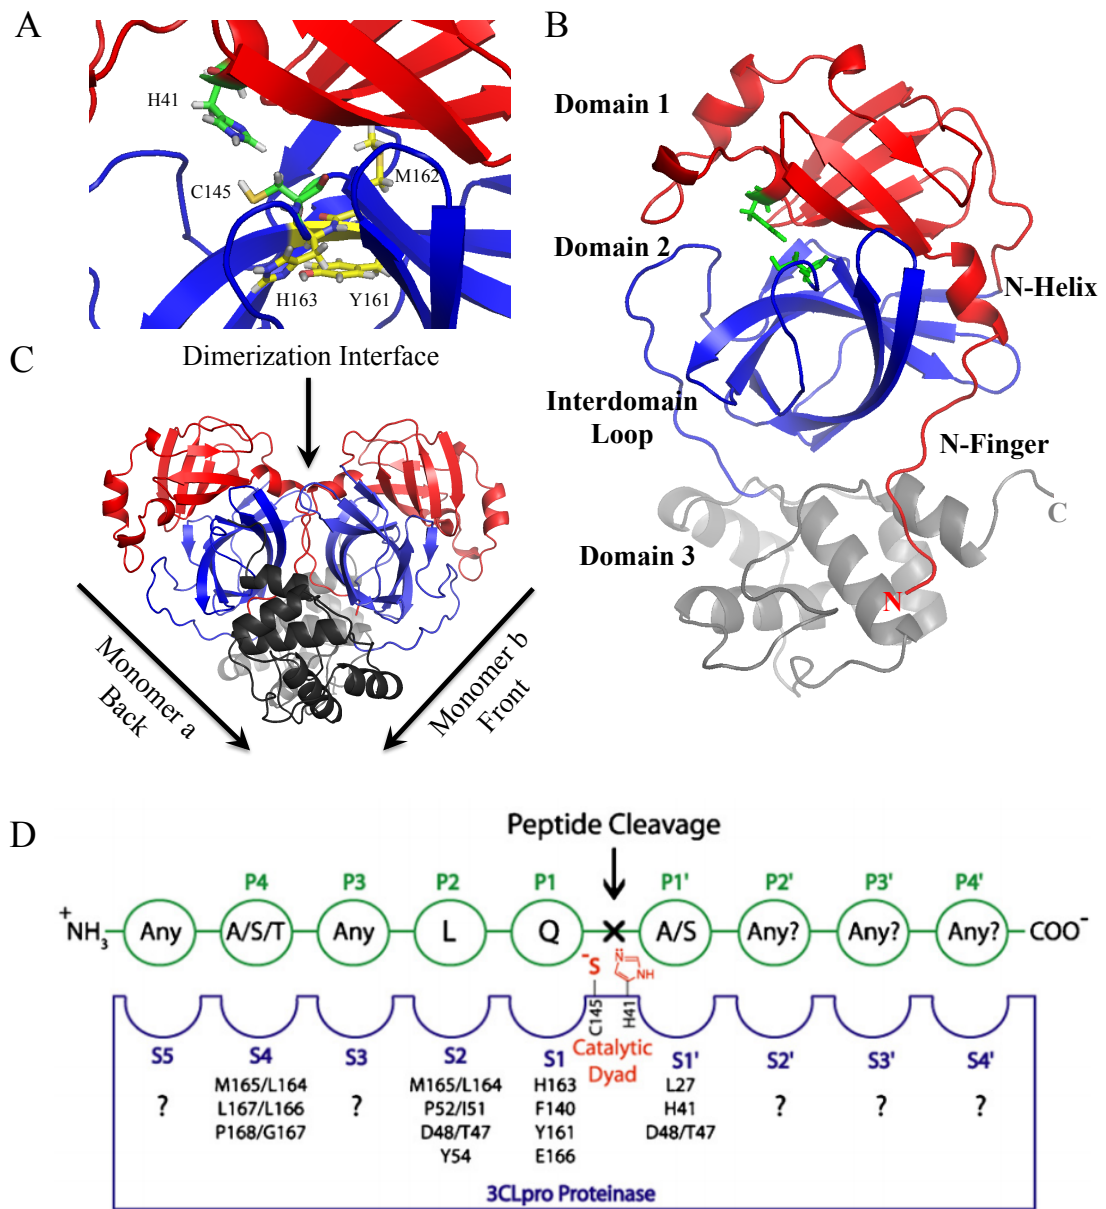 A
H41
C145
M162
H163
Y161
B
Domain 1
Domain 2
N-Helix
Interdomain
Loop
N-Finger
C
Domain 3
N
C
Dimerization Interface
Monomer a
Back
Monomer b
Front
D
Peptide Cleavage
P4 P3 P2 P1 P1' P2' P3' P4'
+NH3 Any A/S/T Any L Q X A/S Any? Any? Any? COO-
-S N NH
C145 H41
S5 S4 S3 S2 S1 Catalytic S1' S2' S3' S4'
Dyad
M165/L164 M165/L164 H163 L27
? L167/L166 ? P52/I51 F140 H41 ? ? ?
P168/G167 D48/T47 Y161 D48/T47
Y54 E166
3CLpro Proteinase